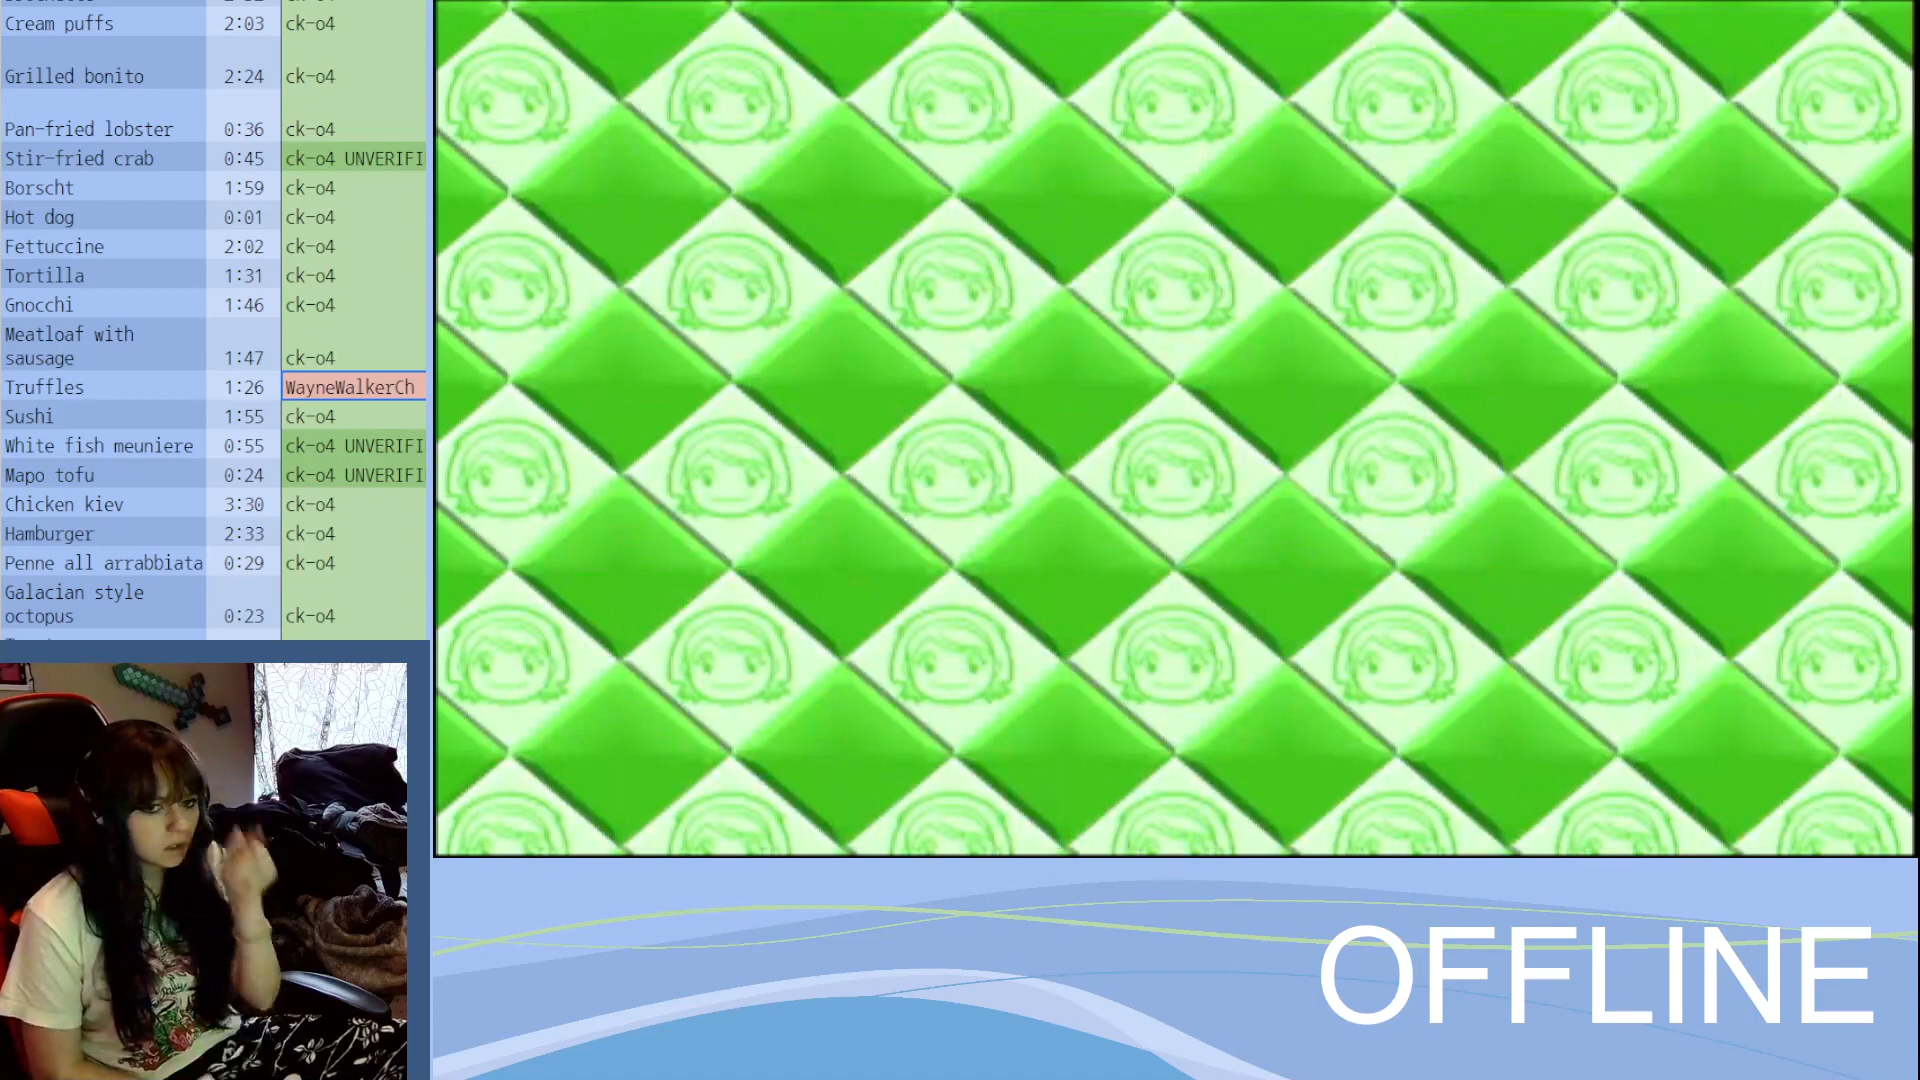 Cream puffs 2:03 ck-o4
Grilled bonito 2:24 ck-o4
Pan-fried lobster 0:36 ck-o4
Stir-fried crab 0:45 ck-o4 UNVERIFI
Borscht 1:59 ck-o4
Hot dog 0:01 ck-o4
Fettuccine 2:02 ck-o4
Tortilla 1:31 ck-o4
Gnocchi 1:46 ck-o4
Meatloaf with
sausage 1:47 ck-o4
Truffles 1:26 WayneWalkerCh
Sushi 1:55 ck-o4
White fish meuniere 0:55 ck-o4 UNVERIFI
Mapo tofu 0:24 ck-o4 UNVERIFI
Chicken kiev 3:30 ck-o4
Hamburger 2:33 ck-o4
Penne all arrabbiata 0:29 ck-o4
Galacian style
octopus 0:23 ck-o4
OFFLINE